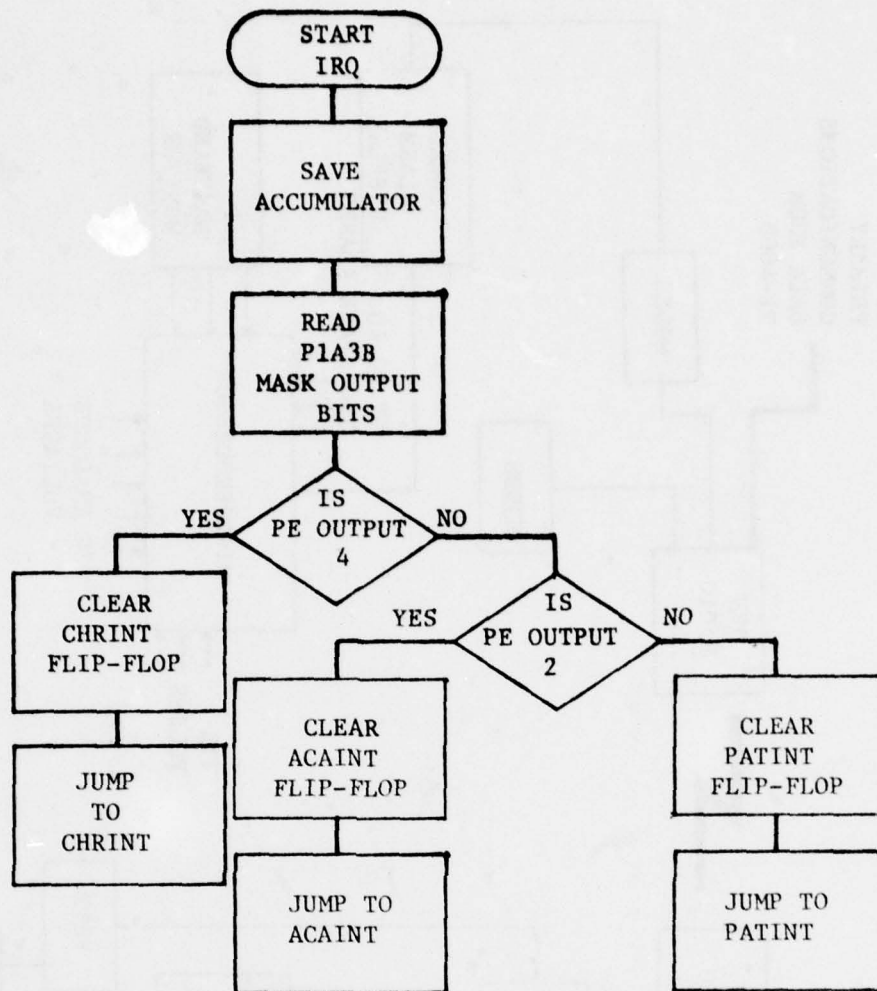 START
IRQ
SAVE
ACCUMULATOR
READ
P1A3B
MASK OUTPUT
BITS
IS
PE OUTPUT
4
YES
NO
CLEAR
CHRINT
FLIP-FLOP
JUMP
TO
CHRINT
IS
PE OUTPUT
2
YES
NO
CLEAR
ACAINT
FLIP-FLOP
JUMP TO
ACAINT
CLEAR
PATINT
FLIP-FLOP
JUMP TO
PATINT